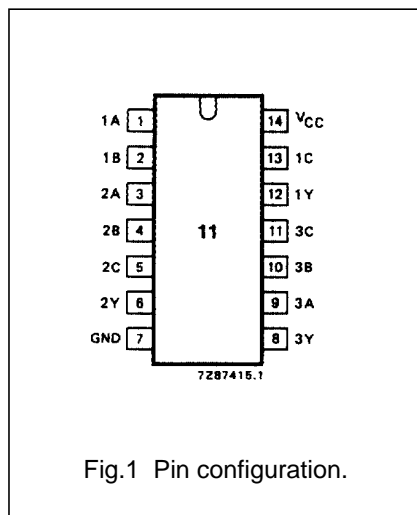 1A 1 14 VCC
1B 2 13 1C
2A 3 12 1Y
2B 4 11 11 3C
2C 5 10 3B
2Y 6 9 3A
GND 7 8 3Y
7Z87415.1
Fig.1 Pin configuration.